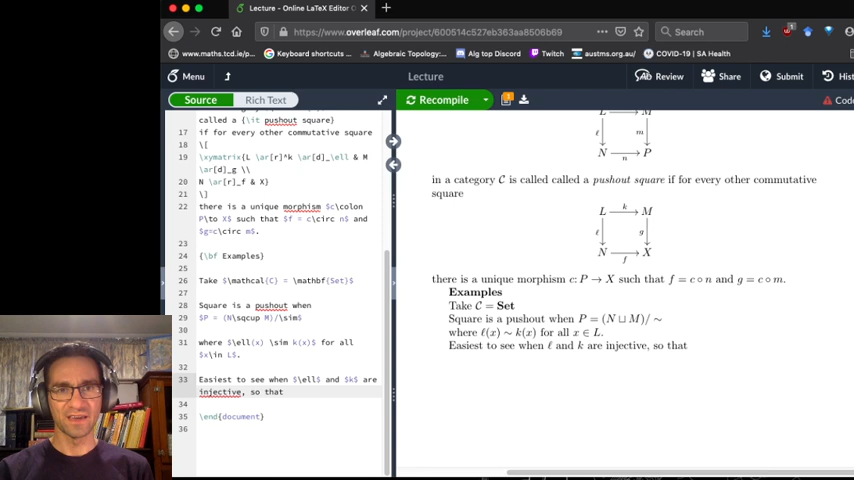 Lecture - Online LaTeX Editor O
https://www.overleaf.com/project/600514c527eb363aa8506b69
Search
www.maths.tcd.ie/po
Keyboard shortcuts ...
Algebraic Topology:...
Alg top Discord
Twitch
austms.org.au/
COVID-19 | SA Health
Menu
Lecture
Review
Share
Submit
Hist
Source
Rich Text
Recompile
Code
called a {\it pushout square}
17 if for every other commutative square
18 \[
19 \xymatrix{L \ar[r]^k \ar[d]_\ell & M
\ar[d]_g \\
20 N \ar[r]_f & X}
21 \]
22 there is a unique morphism $c\colon
P\to X$ such that $f = c\circ n$ and
$g=c\circ m$.
23
24 {\bf Examples}
25
26 Take $\mathcal{C} = \mathbf{Set}$
27
28 Square is a pushout when
29 $P = (N\sqcup M)/\sim$
30
31 where $\ell(x) \sim k(x)$ for all
$x\in L$.
32
33 Easiest to see when $\ell$ and $k$ are
injective, so that
34
35 \end{document}
36
L M
ℓ m
N P
n
in a category C is called called a pushout square if for every other commutative
square
k
L M
ℓ g
N X
f
there is a unique morphism c: P → X such that f = c ∘ n and g = c ∘ m.
Examples
Take C = Set
Square is a pushout when P = (N ⊔ M)/ ∼
where ℓ(x) ∼ k(x) for all x ∈ L.
Easiest to see when ℓ and k are injective, so that